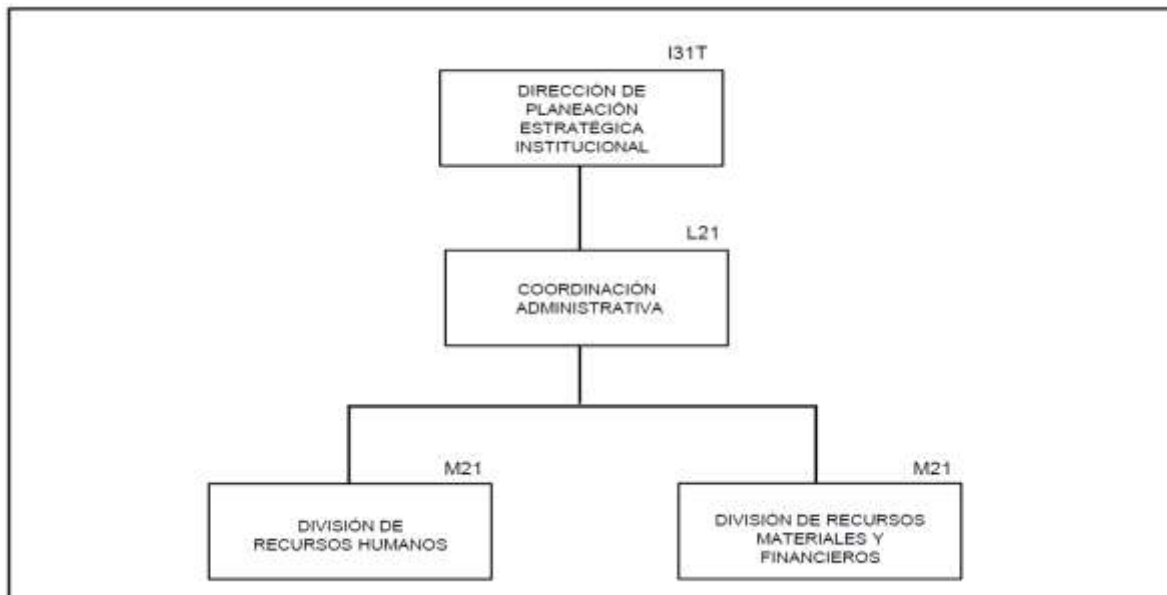 I31T
DIRECCIÓN DE
PLANEACIÓN
ESTRATÉGICA
INSTITUCIONAL
L21
COORDINACIÓN
ADMINISTRATIVA
M21
DIVISIÓN DE
RECURSOS HUMANOS
M21
DIVISIÓN DE RECURSOS
MATERIALES Y
FINANCIEROS